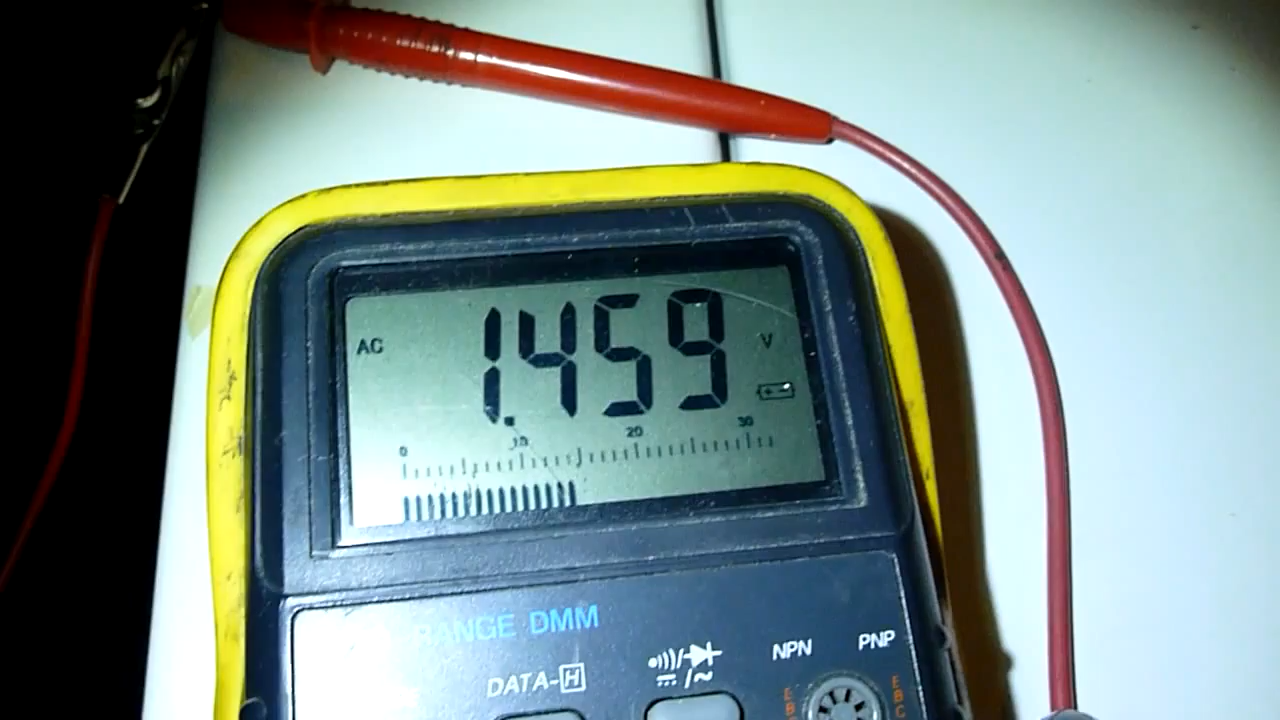 AC 1.459 V
0 10 20 30
RANGE DMM
DATA-H
NPN PNP
E E
B B
C C